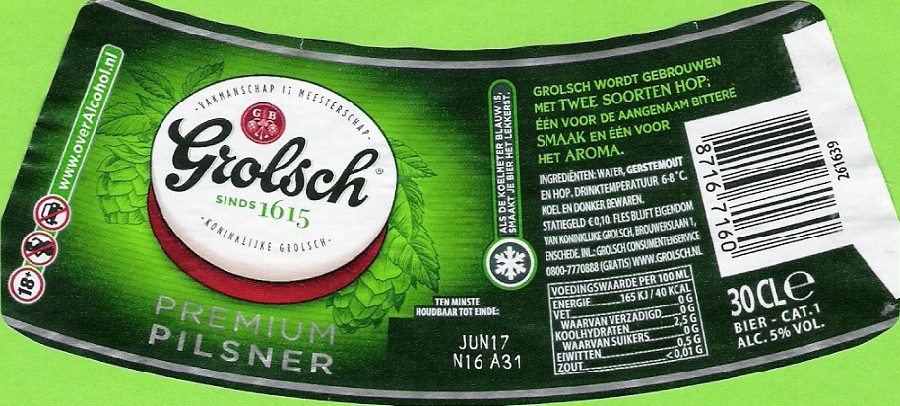 www.overAlcohol.nl
18+
·VAKMANSCHAP IS MEESTERSCHAP·
G B
Grolsch®
SINDS 1615
·KONINKLIJKE GROLSCH·
PREMIUM
PILSNER
ALS DE KOELMETER BLAUW IS,
SMAAKT JE BIER HET LEKKERST.
TEN MINSTE
HOUDBAAR TOT EINDE:
JUN17
N16 A31
GROLSCH WORDT GEBROUWEN
MET TWEE SOORTEN HOP;
ÉÉN VOOR DE AANGENAAM BITTERE
SMAAK EN ÉÉN VOOR
HET AROMA.
INGREDIËNTEN: WATER, GERSTEMOUT
EN HOP. DRINKTEMPERATUUR 6-8°C.
KOEL EN DONKER BEWAREN.
STATIEGELD €0,10. FLES BLIJFT EIGENDOM
VAN KONINKLIJKE GROLSCH, BROUWERSLAAN 1,
ENSCHEDE. INL.: GROLSCH CONSUMENTENSERVICE
0800-7770888 (GRATIS) WWW.GROLSCH.NL
VOEDINGSWAARDE PER 100 ML
ENERGIE 165 KJ / 40 KCAL
VET 0 G
WAARVAN VERZADIGD 0 G
KOOLHYDRATEN 2,5 G
WAARVAN SUIKERS 0 G
EIWITTEN 0,5 G
ZOUT <0,01 G
8716 7160
261639
30 CL e
BIER - CAT. 1
ALC. 5% VOL.